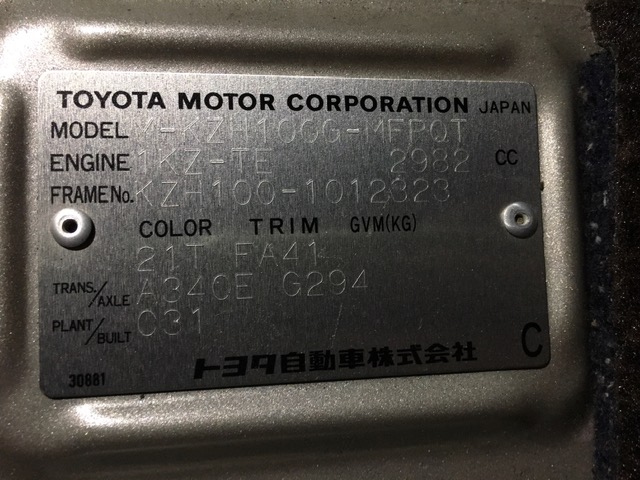 TOYOTA MOTOR CORPORATION JAPAN
MODEL Y-KZH100G-MFPQT
ENGINE 1KZ-TE 2982 CC
FRAME No. KZH100-1012323
COLOR TRIM GVM(KG)
21T FA41
TRANS./AXLE A340E G294
PLANT/BUILT C31
トヨタ自動車株式会社
30881 C